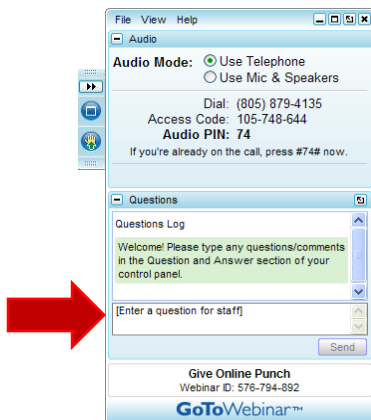 File View Help
Audio
Audio Mode: Use Telephone
Use Mic & Speakers
Dial: (805) 879-4135
Access Code: 105-748-644
Audio PIN: 74
If you're already on the call, press #74# now.
Questions
Questions Log
Welcome! Please type any questions/comments
in the Question and Answer section of your
control panel.
[Enter a question for staff]
Send
Give Online Punch
Webinar ID: 576-794-892
GoToWebinar™